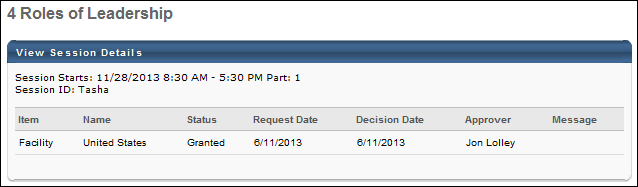 4 Roles of Leadership
View Session Details
Session Starts: 11/28/2013 8:30 AM - 5:30 PM Part: 1
Session ID: Tasha
Item Name Status Request Date Decision Date Approver Message
Facility United States Granted 6/11/2013 6/11/2013 Jon Lolley